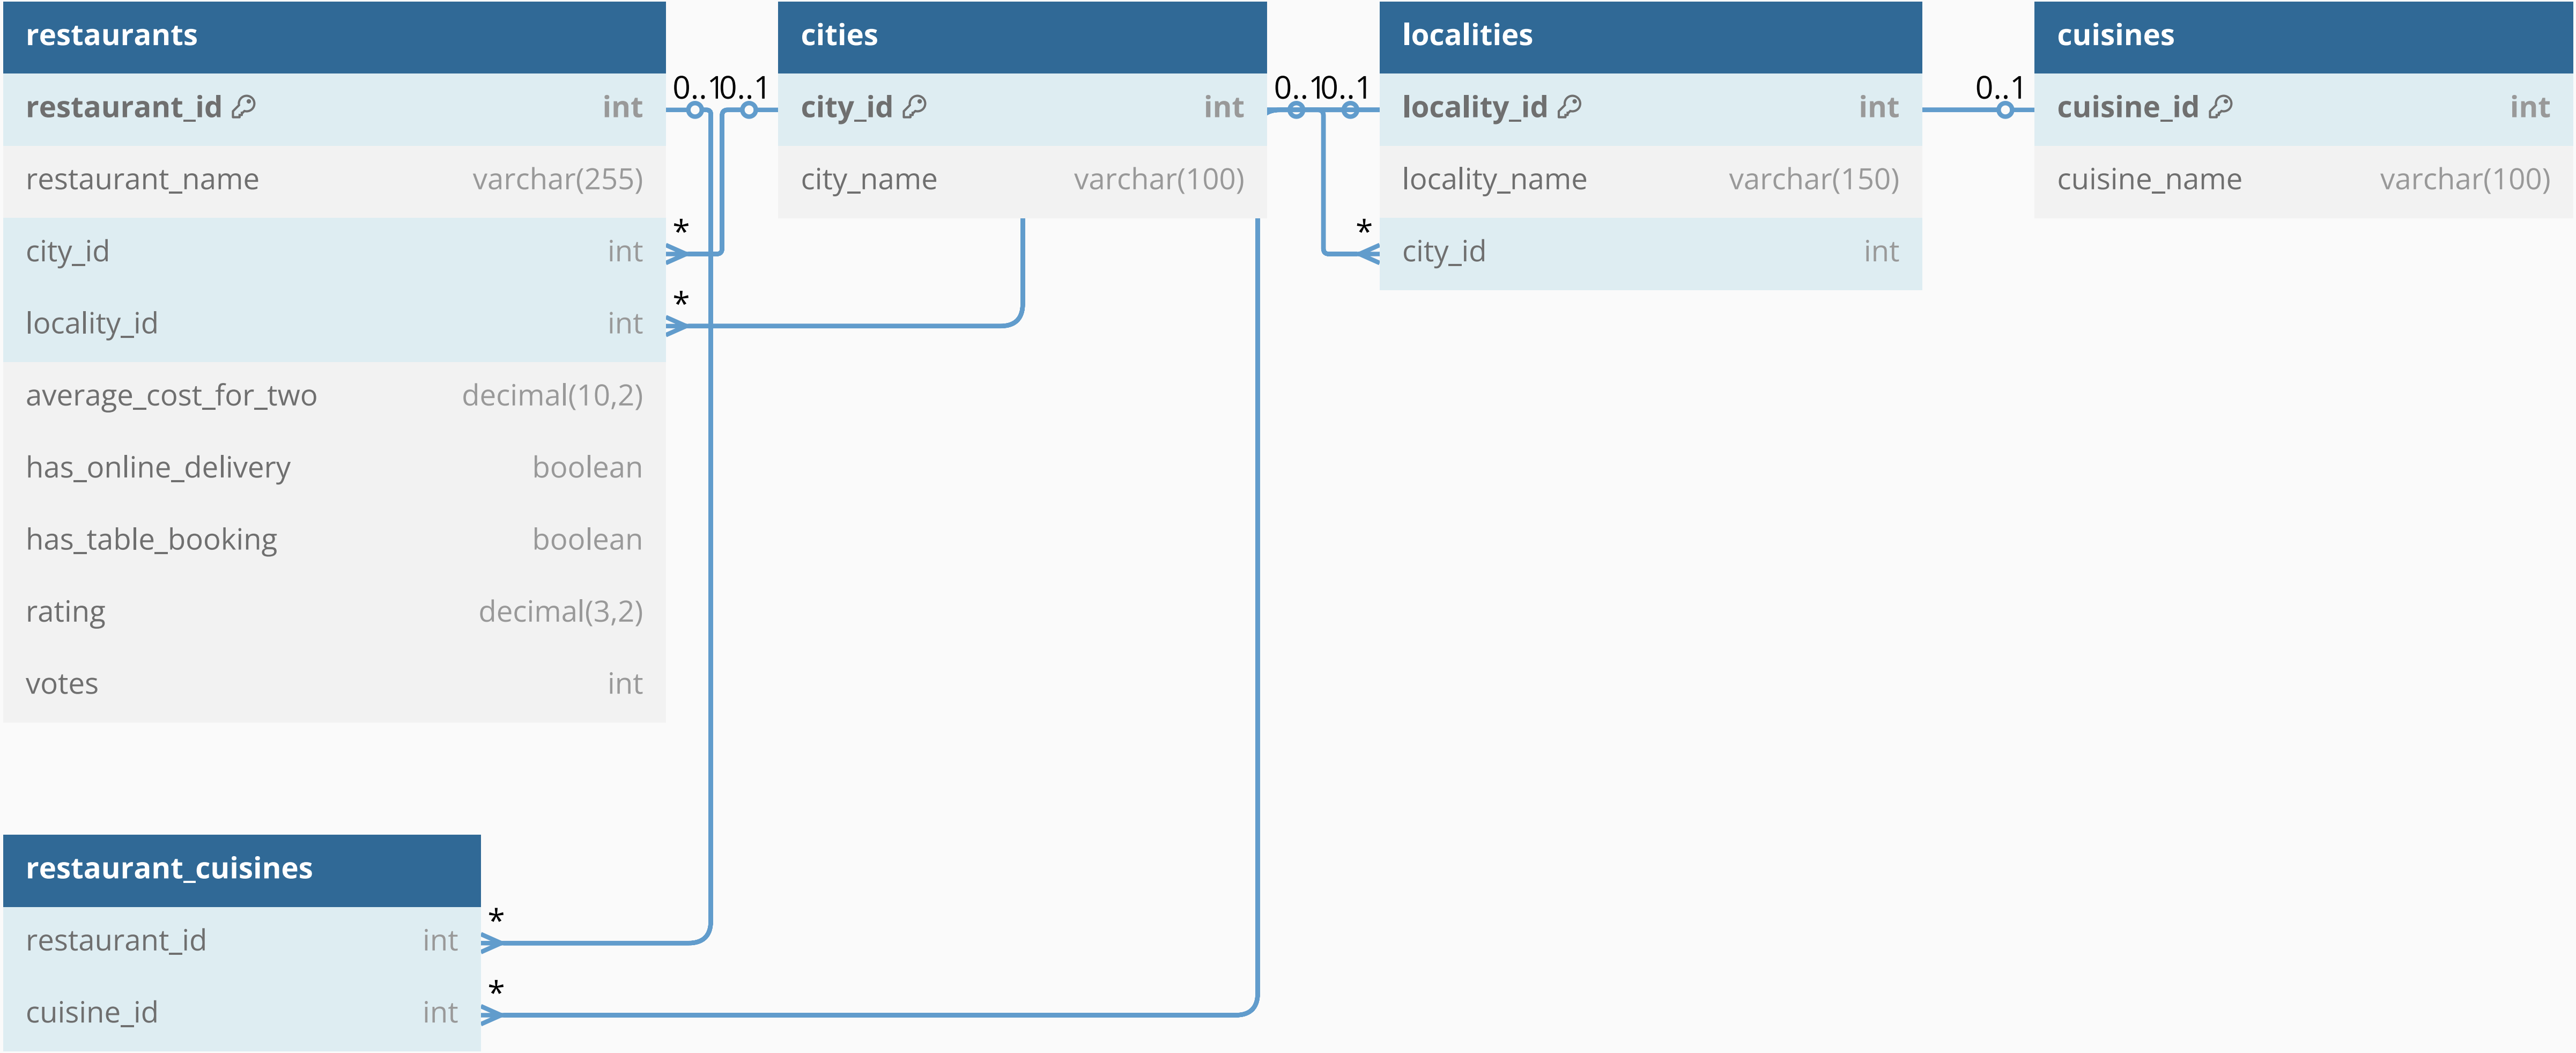 restaurants
restaurant_id int
restaurant_name varchar(255)
city_id int
locality_id int
average_cost_for_two decimal(10,2)
has_online_delivery boolean
has_table_booking boolean
rating decimal(3,2)
votes int
0..1
0..1
*
*
cities
city_id int
city_name varchar(100)
0..1
0..1
*
localities
locality_id int
locality_name varchar(150)
city_id int
0..1
cuisines
cuisine_id int
cuisine_name varchar(100)
restaurant_cuisines
restaurant_id int
cuisine_id int
*
*